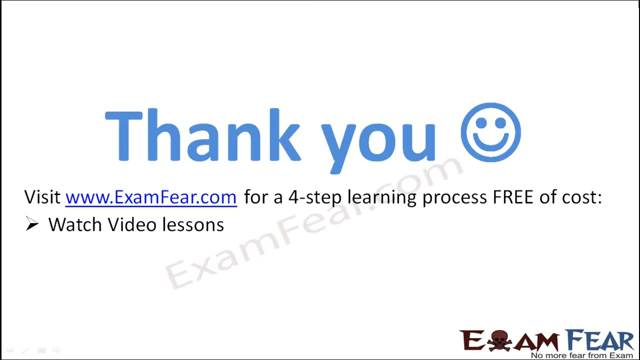 Thank you
Visit www.ExamFear.com for a 4-step learning process FREE of cost:
Watch Video lessons
ExamFear.com
EXAM FEAR
No more fear from Exam